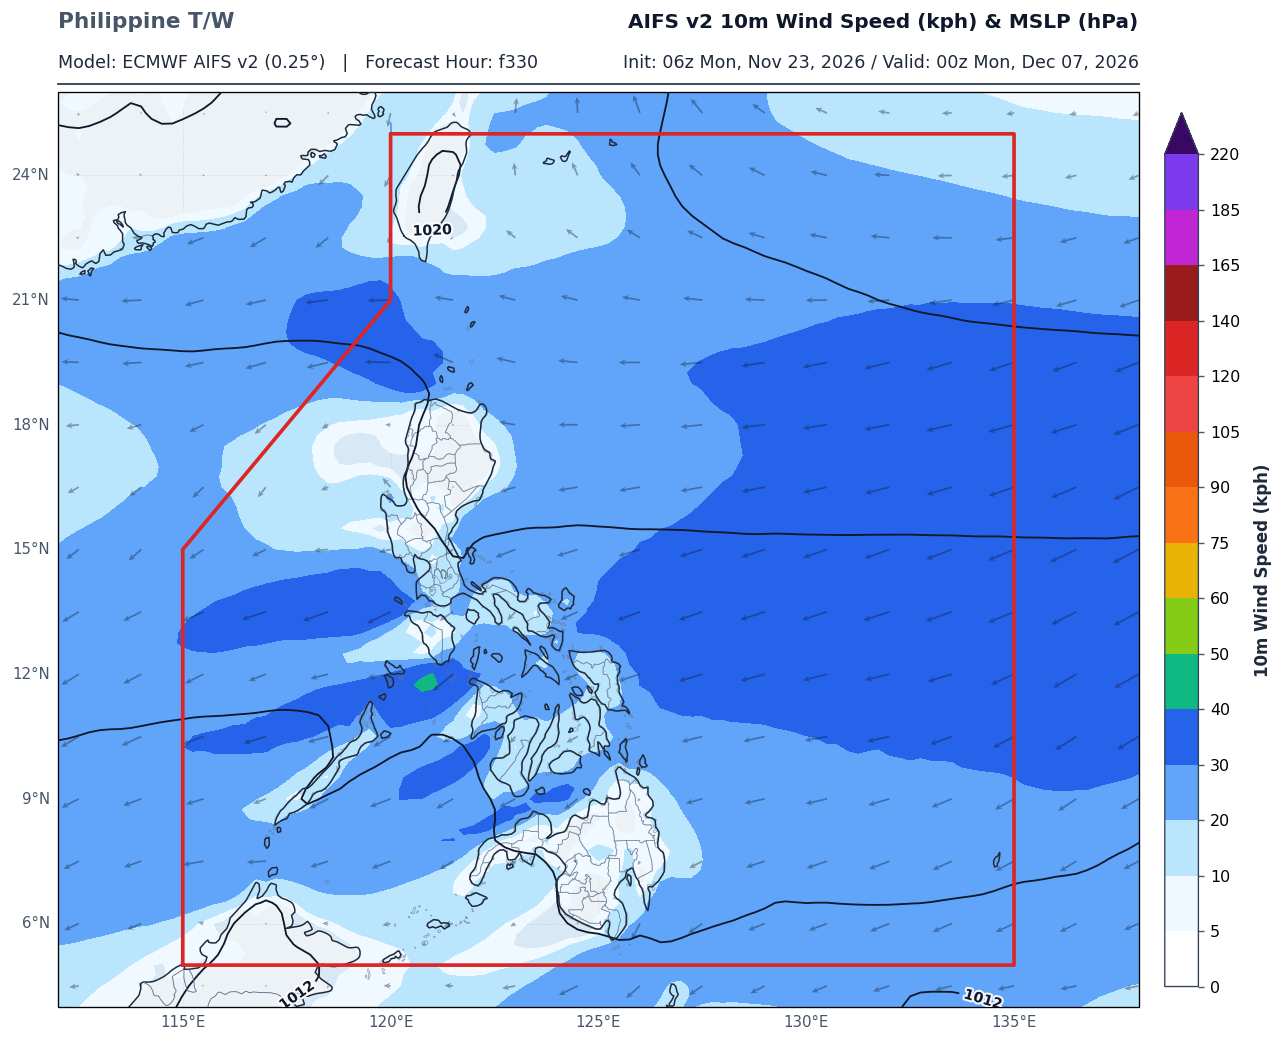 Philippine T/W
AIFS v2 10m Wind Speed (kph) & MSLP (hPa)
Model: ECMWF AIFS v2 (0.25°) | Forecast Hour: f330
Init: 06z Mon, Nov 23, 2026 / Valid: 00z Mon, Dec 07, 2026
24°N
21°N
18°N
15°N
12°N
9°N
6°N
1020
1012
1012
115°E
120°E
125°E
130°E
135°E
220
185
165
140
120
105
90
75
60
50
40
30
20
10
5
0
10m Wind Speed (kph)